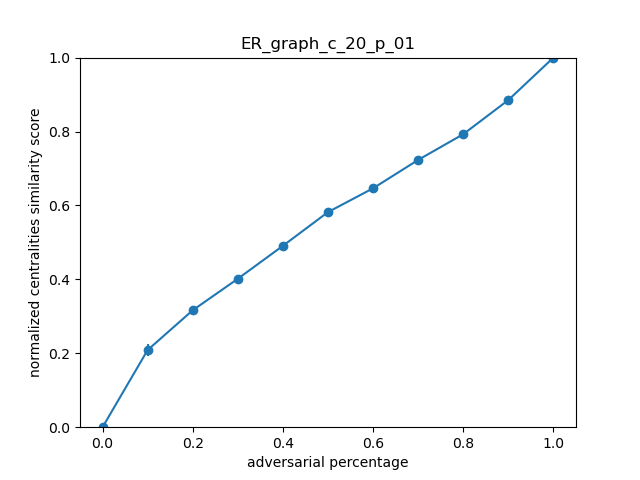 ER_graph_c_20_p_01
normalized centralities similarity score
1.0
0.8
0.6
0.4
0.2
0.0
0.0 0.2 0.4 0.6 0.8 1.0
adversarial percentage